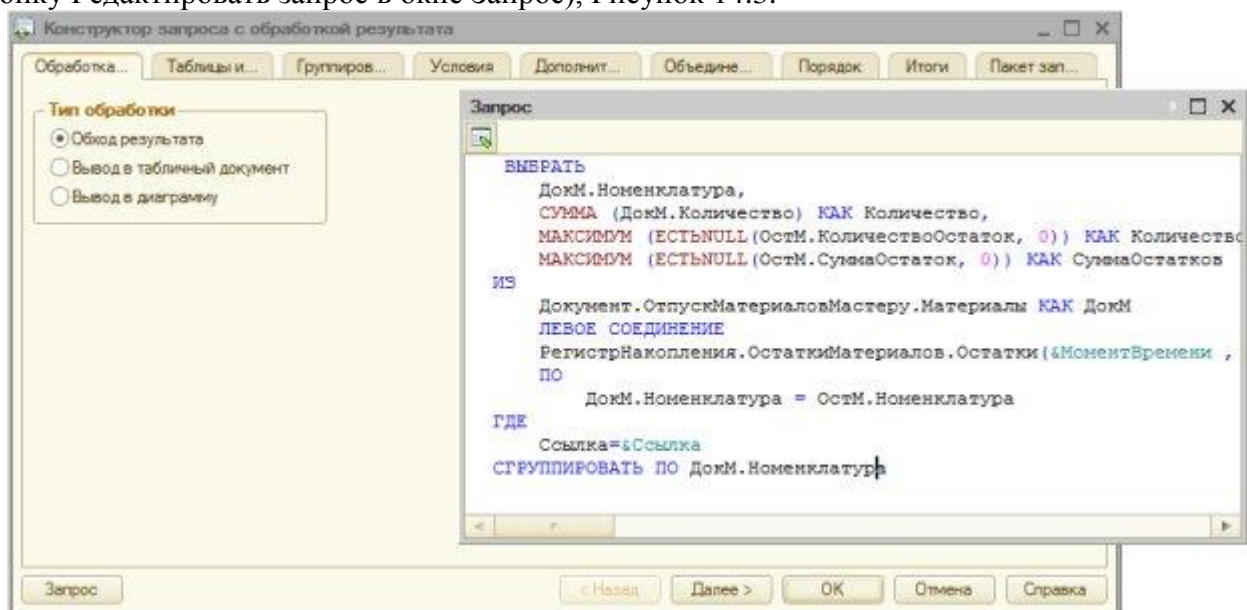 Редактировать запрос в окне Запрос), Рисунок 14.3.
Конструктор запроса с обработкой результата
Обработка... Таблицы и... Группиров... Условия Дополнит... Объедине... Порядок Итоги Пакет зап...
Тип обработки
Обход результата
Вывод в табличный документ
Вывод в диаграмму
Запрос
ВЫБРАТЬ
ДокМ.Номенклатура,
СУММА (ДокМ.Количество) КАК Количество,
МАКСИМУМ (ЕСТЬNULL(ОстМ.КоличествоОстаток, 0)) КАК Количество
МАКСИМУМ (ЕСТЬNULL(ОстМ.СуммаОстаток, 0)) КАК СуммаОстатков
ИЗ
Документ.ОтпускМатериаловМастеру.Материалы КАК ДокМ
ЛЕВОЕ СОЕДИНЕНИЕ
РегистрНакопления.ОстаткиМатериалов.Остатки(&МоментВремени ,
ПО
ДокМ.Номенклатура = ОстМ.Номенклатура
ГДЕ
Ссылка=&Ссылка
СГРУППИРОВАТЬ ПО ДокМ.Номенклатура
Запрос < Назад Далее > ОК Отмена Справка